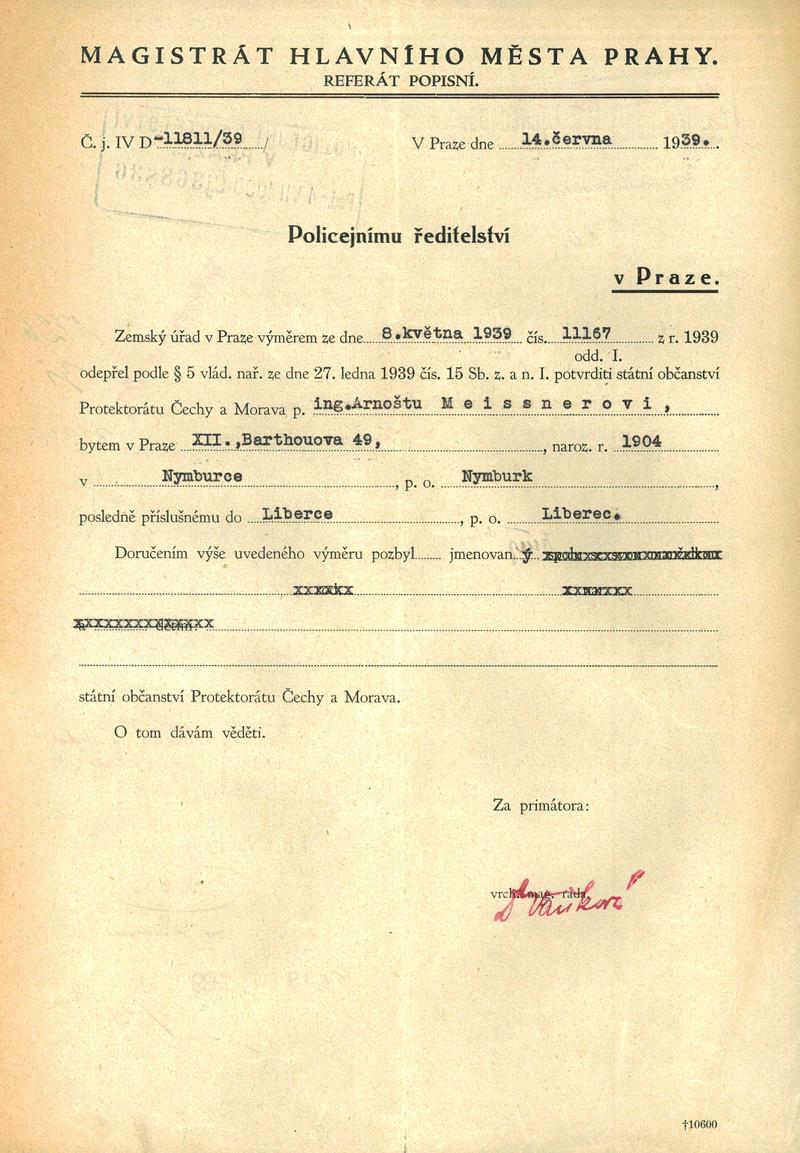 MAGISTRÁT HLAVNÍHO MĚSTA PRAHY.
REFERÁT POPISNÍ.
Č. j. IV D-11811/39 / V Praze dne 14.června 1939.
Policejnímu ředitelství
v Praze.
Zemský úřad v Praze výměrem ze dne 8.května 1939 čís. 11167 z r. 1939
odd. I.
odepřel podle § 5 vlád. nař. ze dne 27. ledna 1939 čís. 15 Sb. z. a n. I. potvrditi státní občanství
Protektorátu Čechy a Morava p. ing.Arnoštu Meissnerovi,
bytem v Praze XII.,Barthouova 49, , naroz. r. 1904
v Nymburce , p. o. Nymburk ,
posledně příslušnému do Liberce , p. o. Liberec.
Doručením výše uvedeného výměru pozbyl jmenovan ý
státní občanství Protektorátu Čechy a Morava.
O tom dávám věděti.
Za primátora:
vrch. mag. rada.
†10600